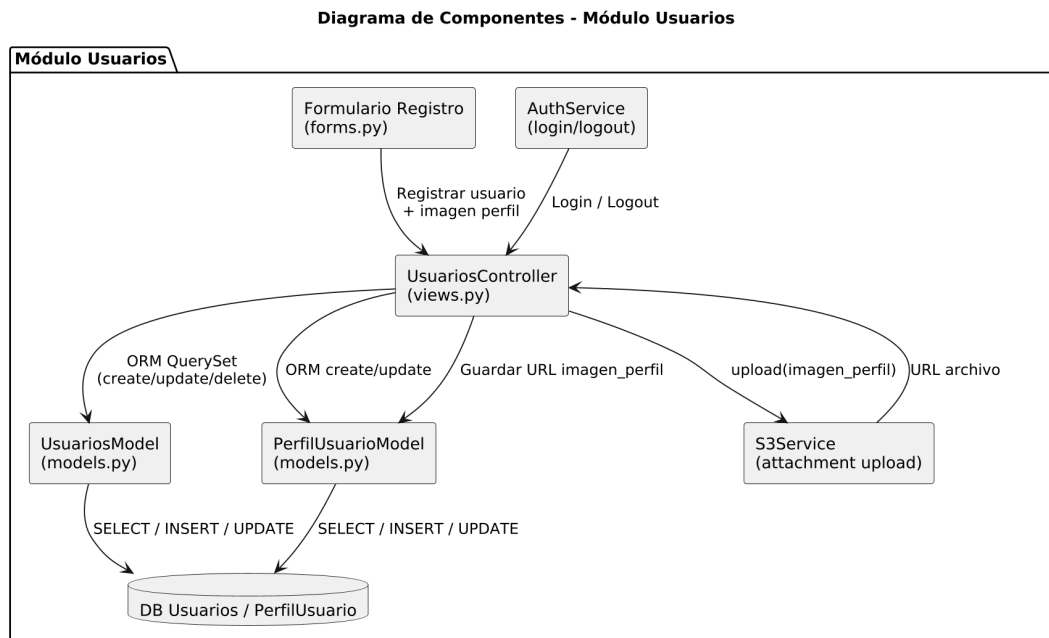 Diagrama de Componentes - Módulo Usuarios
Módulo Usuarios
Formulario Registro
(forms.py)
AuthService
(login/logout)
Registrar usuario
+ imagen perfil
Login / Logout
UsuariosController
(views.py)
ORM QuerySet
(create/update/delete)
ORM create/update
Guardar URL imagen_perfil
upload(imagen_perfil)
URL archivo
UsuariosModel
(models.py)
PerfilUsuarioModel
(models.py)
S3Service
(attachment upload)
SELECT / INSERT / UPDATE
SELECT / INSERT / UPDATE
DB Usuarios / PerfilUsuario